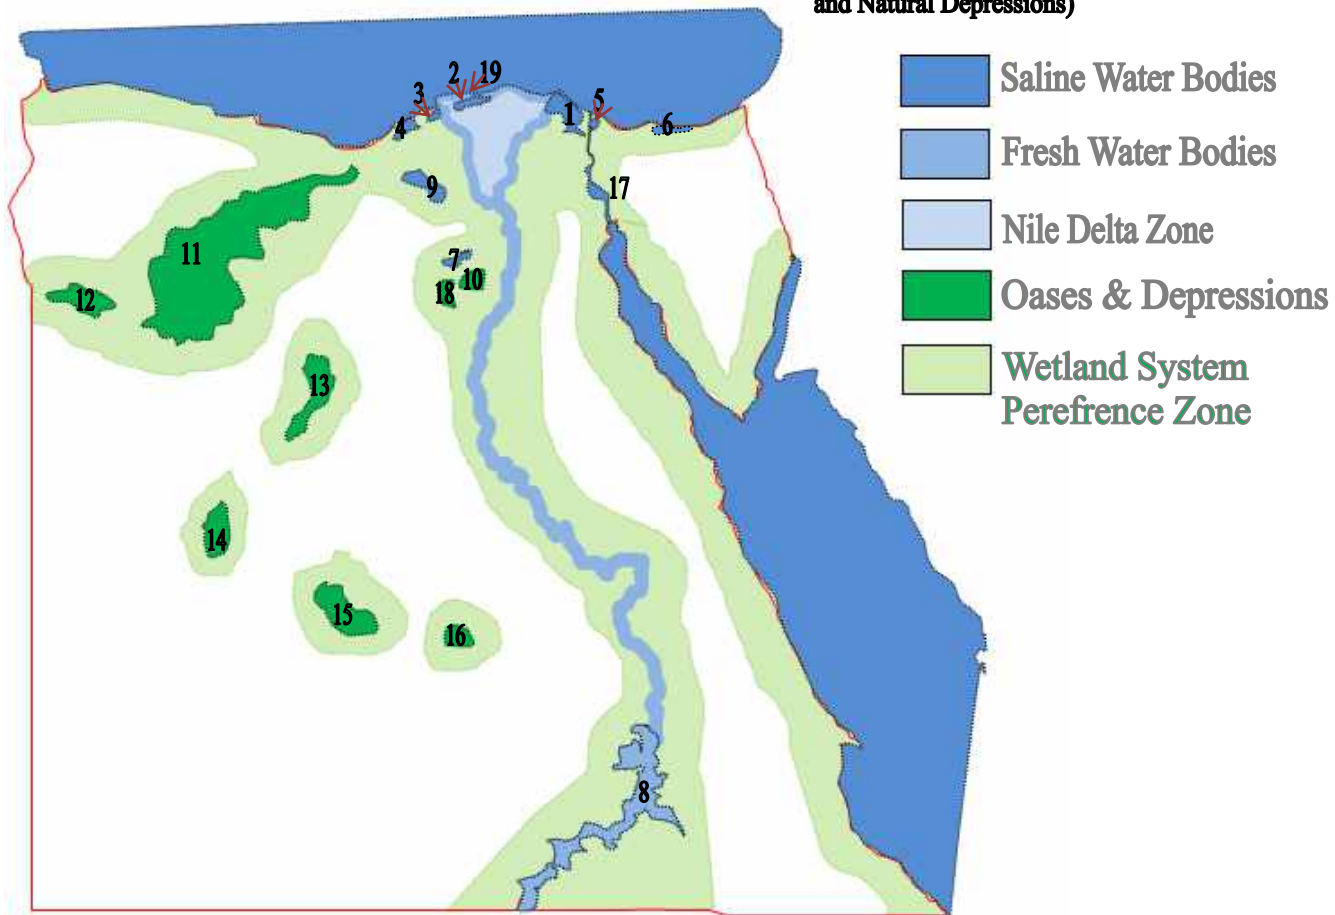 and Natural Depressions)
Saline Water Bodies
Fresh Water Bodies
Nile Delta Zone
Oases & Depressions
Wetland System
Perefrence Zone
2 19
3 5
4 1 6
9 17
11 7
12 18 10
13
14
15 16
8